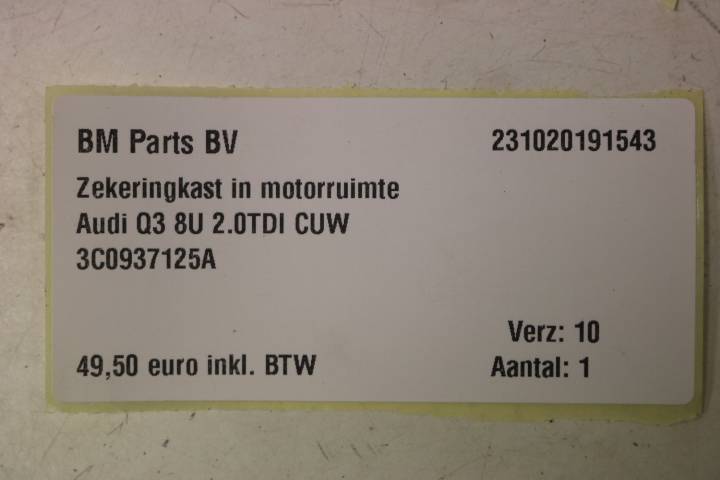 BM Parts BV 231020191543
Zekeringkast in motorruimte
Audi Q3 8U 2.0TDI CUW
3C0937125A
Verz: 10
49,50 euro inkl. BTW Aantal: 1